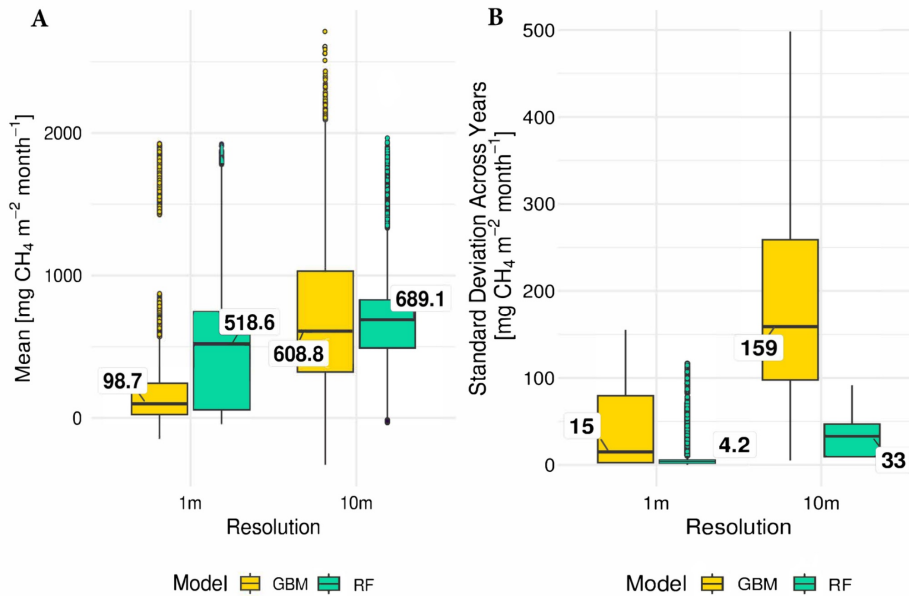 A
Mean [mg CH₄ m⁻² month⁻¹]
2000
1000
0
98.7
518.6
608.8
689.1
1m
10m
Resolution
Model GBM RF
B
Standard Deviation Across Years
[mg CH₄ m⁻² month⁻¹]
500
400
300
200
100
0
15
4.2
159
33
1m
10m
Resolution
Model GBM RF